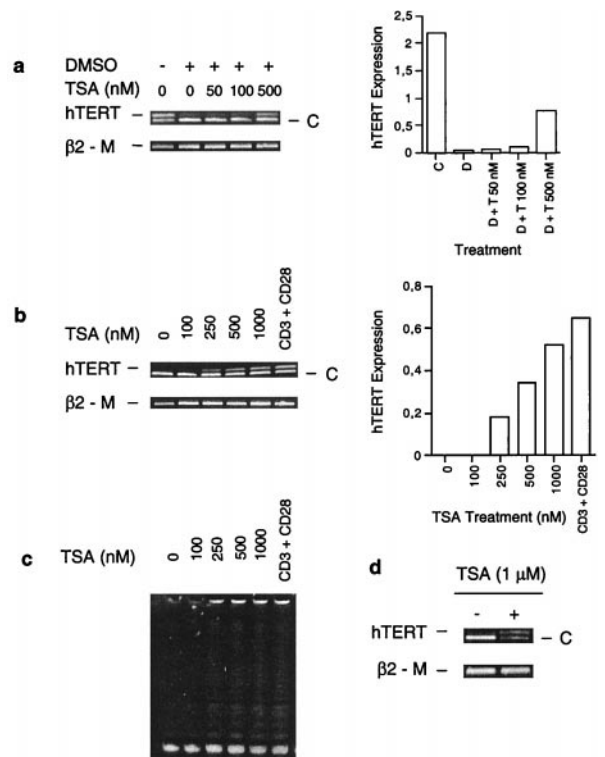 a
DMSO - + + + +
TSA (nM) 0 0 50 100 500
hTERT – – C
β2 - M –
hTERT Expression
2,5
2
1,5
1
0,5
0
C D D + T 50 nM D + T 100 nM D + T 500 nM
Treatment
b
TSA (nM) 0 100 250 500 1000 CD3 + CD28
hTERT – – C
β2 - M –
hTERT Expression
0,8
0,6
0,4
0,2
0
0 100 250 500 1000 CD3 + CD28
TSA Treatment (nM)
c
TSA (nM) 0 100 250 500 1000 CD3 + CD28
d
TSA (1 μM)
- +
hTERT – – C
β2 - M –